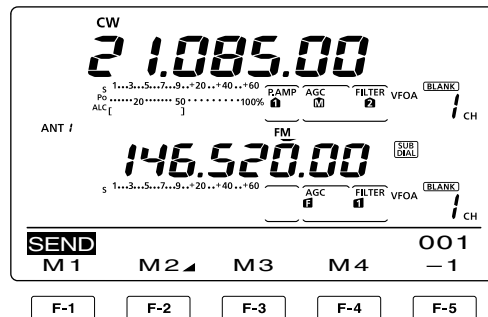 CW
21.085.00
S 1...3...5...7...9..+20..+40..+60 P.AMP AGC FILTER VFOA BLANK
Po ......20....... 50 ..........100% 1 M 2 1 CH
ALC [ ]
ANT 1
FM
146.520.00 SUB DIAL
S 1...3...5...7...9..+20..+40..+60 AGC FILTER VFOA BLANK
F 1 1 CH
SEND 001
M1 M2 M3 M4 –1
F-1 F-2 F-3 F-4 F-5